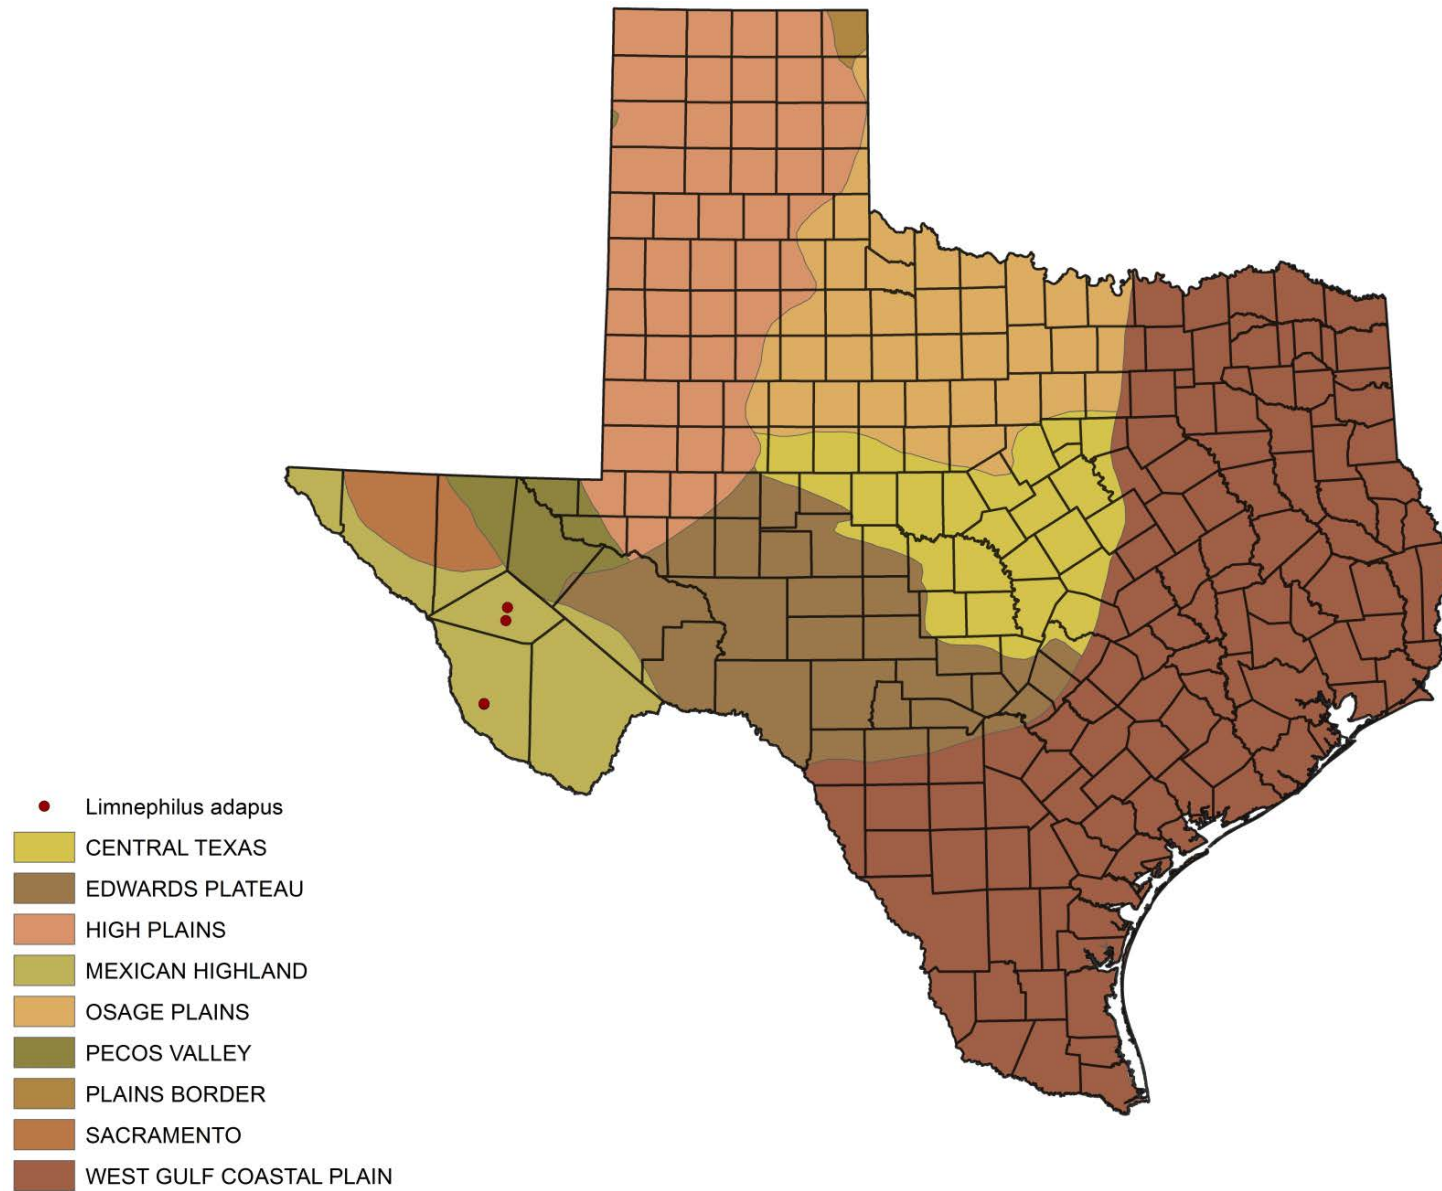 Limnephilus adapus
CENTRAL TEXAS
EDWARDS PLATEAU
HIGH PLAINS
MEXICAN HIGHLAND
OSAGE PLAINS
PECOS VALLEY
PLAINS BORDER
SACRAMENTO
WEST GULF COASTAL PLAIN